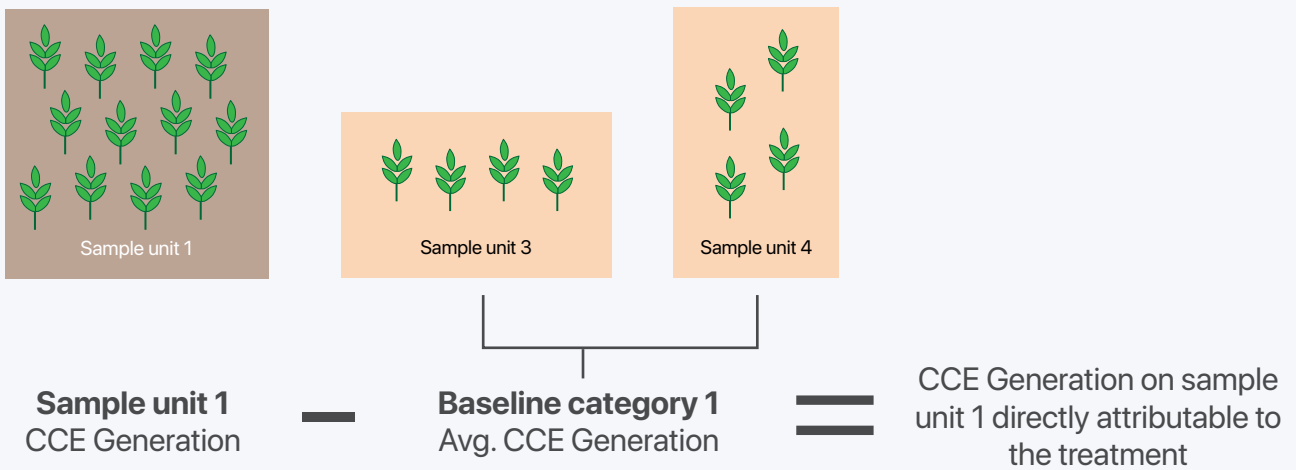 Sample unit 1
Sample unit 3
Sample unit 4
Sample unit 1
CCE Generation
Baseline category 1
Avg. CCE Generation
CCE Generation on sample
unit 1 directly attributable to
the treatment